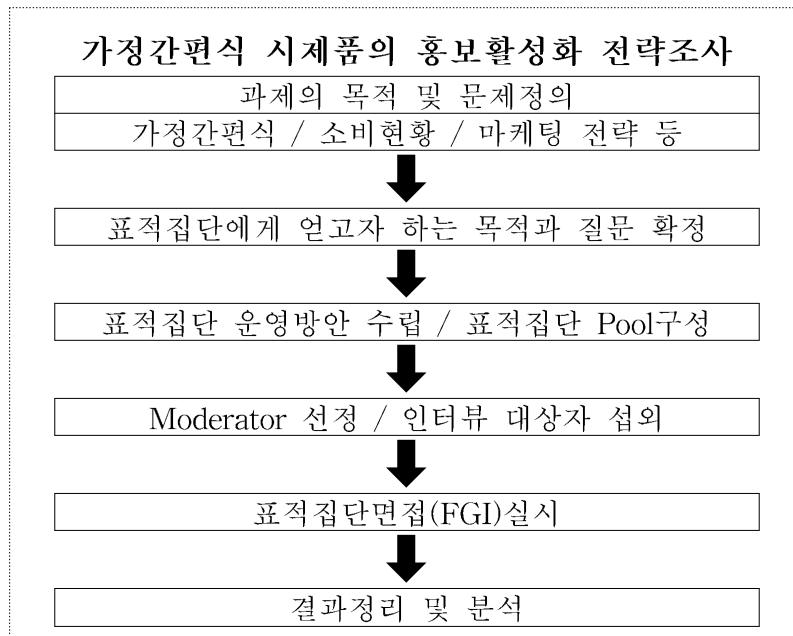 가정간편식 시제품의 홍보활성화 전략조사
과제의 목적 및 문제정의
가정간편식 / 소비현황 / 마케팅 전략 등
표적집단에게 얻고자 하는 목적과 질문 확정
표적집단 운영방안 수립 / 표적집단 Pool구성
Moderator 선정 / 인터뷰 대상자 섭외
표적집단면접(FGI)실시
결과정리 및 분석